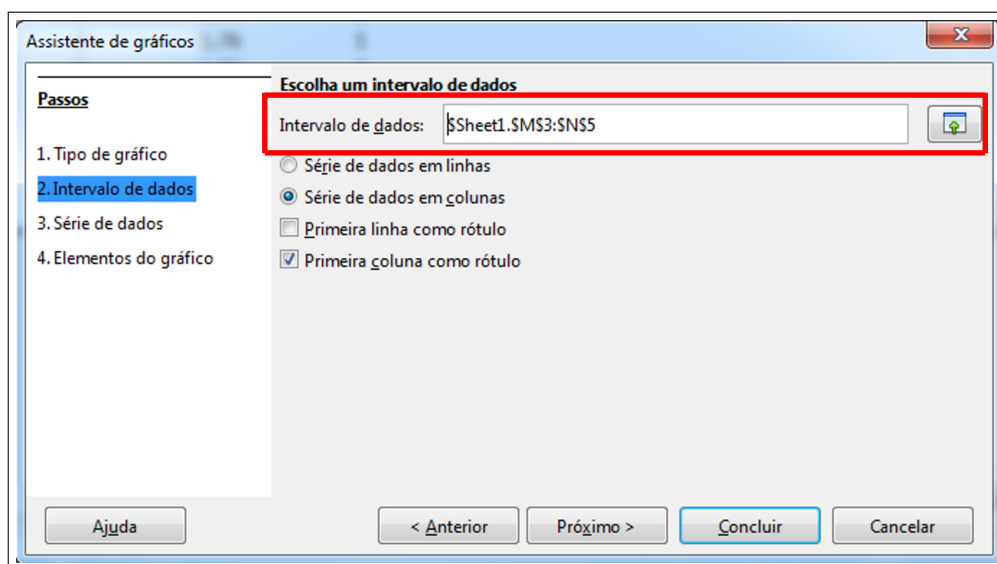 Assistente de gráficos
Passos
1. Tipo de gráfico
2. Intervalo de dados
3. Série de dados
4. Elementos do gráfico
Escolha um intervalo de dados
Intervalo de dados: $Sheet1.$M$3:$N$5
Série de dados em linhas
Série de dados em colunas
Primeira linha como rótulo
Primeira coluna como rótulo
Ajuda
< Anterior
Próximo >
Concluir
Cancelar